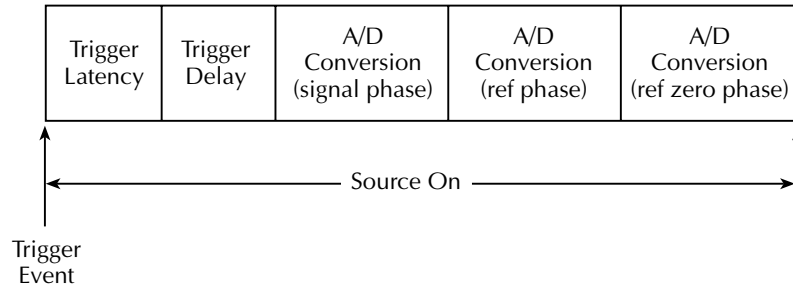 Trigger
Latency
Trigger
Delay
A/D
Conversion
(signal phase)
A/D
Conversion
(ref phase)
A/D
Conversion
(ref zero phase)
Source On
Trigger
Event